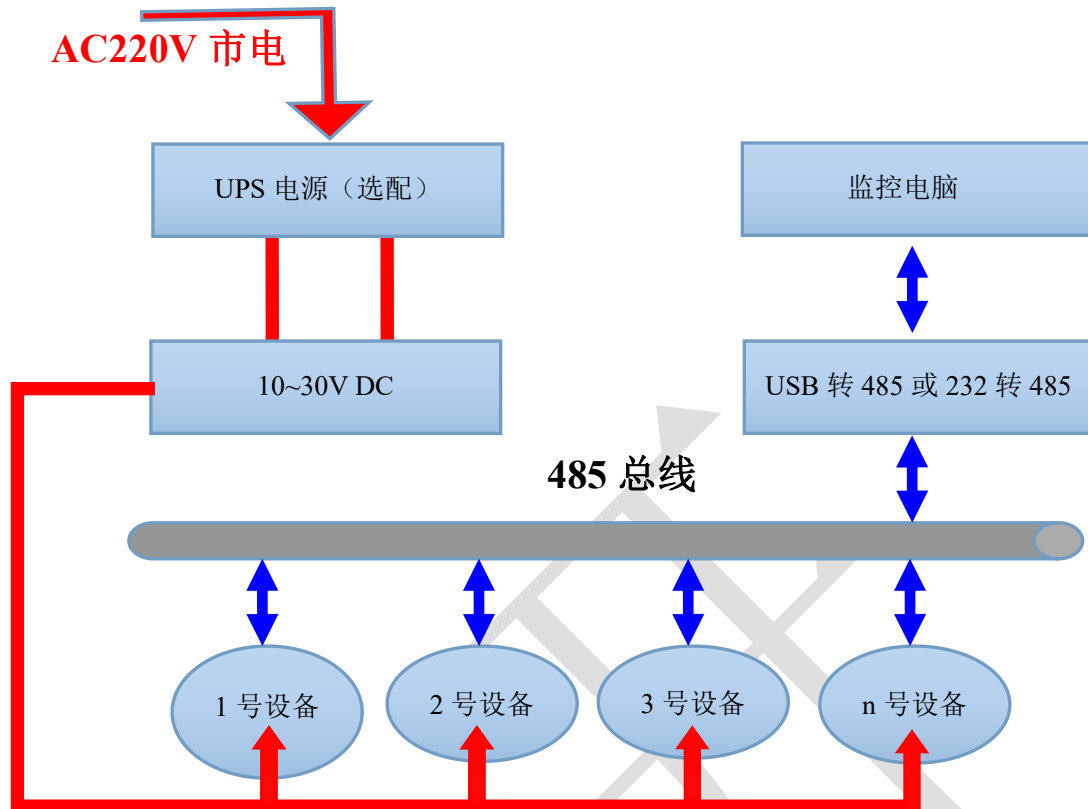 AC220V 市电
UPS 电源（选配）
监控电脑
10~30V DC
USB 转 485 或 232 转 485
485 总线
1 号设备
2 号设备
3 号设备
n 号设备